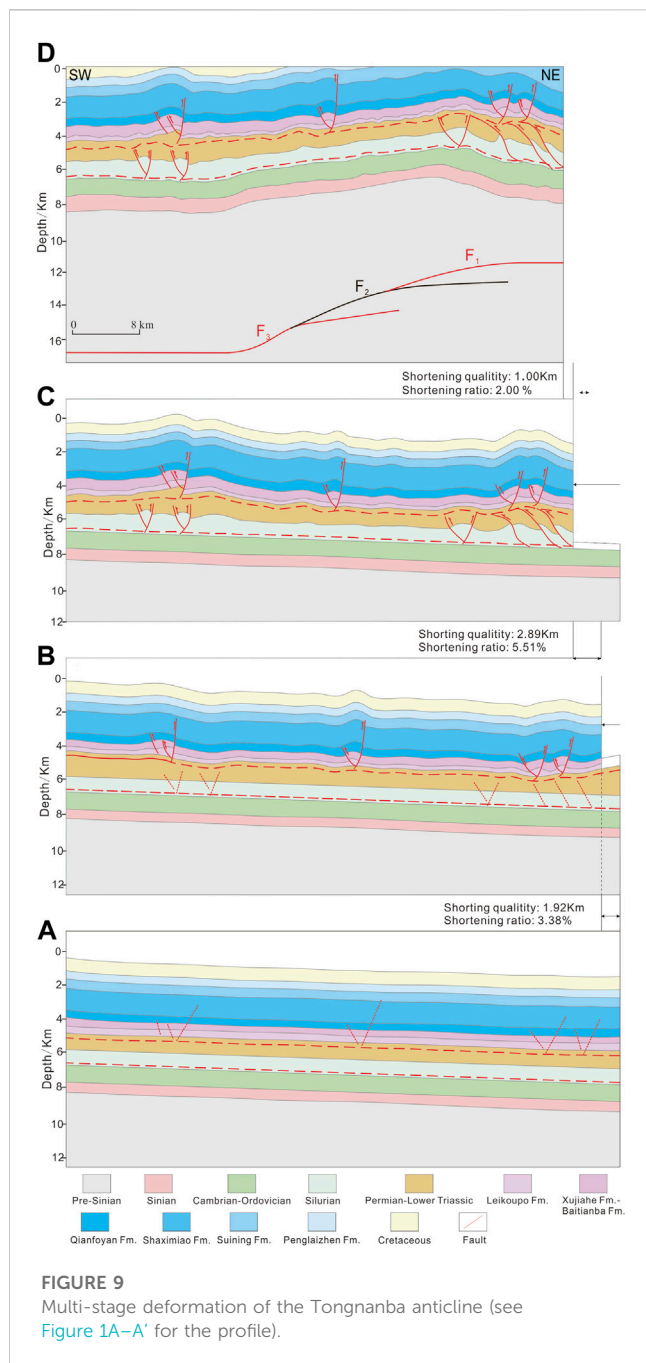 D
SW
NE
0
2
4
6
8
10
12
14
16
Depth/Km
F1
F2
F3
0 8 km
Shortening qualitity: 1.00Km
Shortening ratio: 2.00 %
C
0
2
4
6
8
10
12
Depth/Km
Shorting qualitity: 2.89Km
Shortening ratio: 5.51%
B
0
2
4
6
8
10
12
Depth/Km
Shorting qualitity: 1.92Km
Shortening ratio: 3.38%
A
0
2
4
6
8
10
12
Depth/Km
Pre-Sinian Sinian Cambrian-Ordovician Silurian Permian-Lower Triassic Leikoupo Fm. Xujiahe Fm.-
Baitianba Fm.
Qianfoyan Fm. Shaximiao Fm. Suining Fm. Penglaizhen Fm. Cretaceous Fault
FIGURE 9
Multi-stage deformation of the Tongnanba anticline (see
Figure 1A–A′ for the profile).